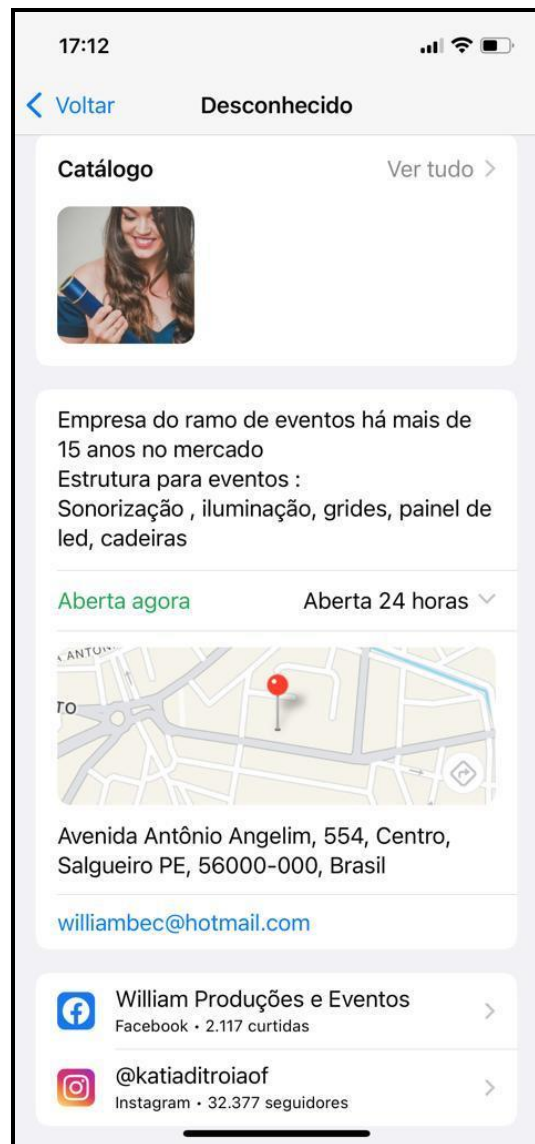 17:12
Voltar
Desconhecido
Catálogo
Ver tudo
Empresa do ramo de eventos há mais de
15 anos no mercado
Estrutura para eventos :
Sonorização , iluminação, grides, painel de
led, cadeiras
Aberta agora
Aberta 24 horas
ANTON
TO
Avenida Antônio Angelim, 554, Centro,
Salgueiro PE, 56000-000, Brasil
williambec@hotmail.com
William Produções e Eventos
Facebook • 2.117 curtidas
@katiaditroiaof
Instagram • 32.377 seguidores